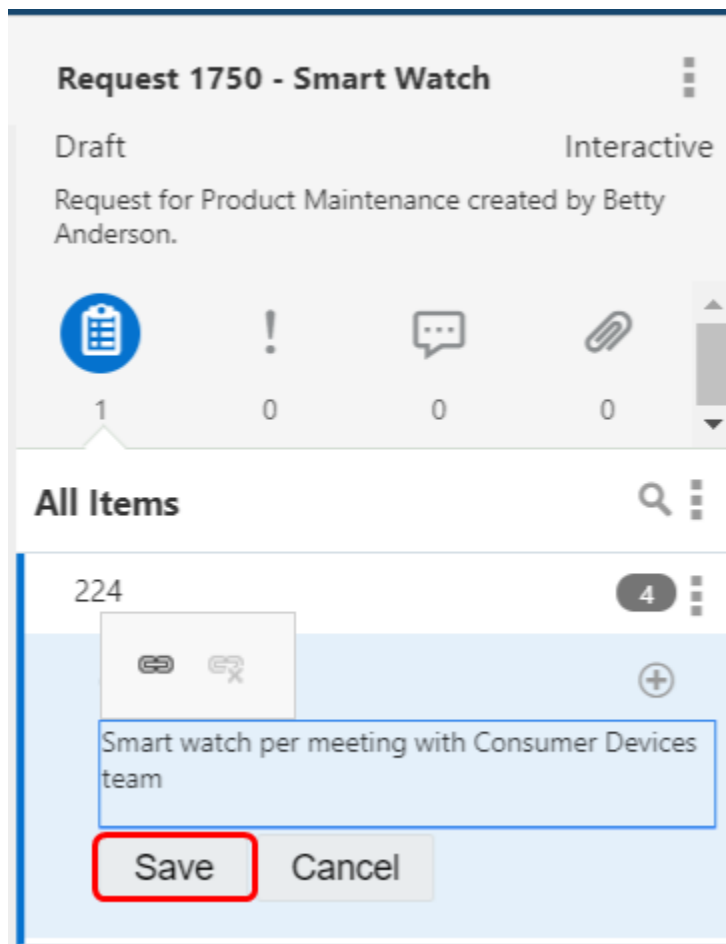 Request 1750 - Smart Watch
Draft Interactive
Request for Product Maintenance created by Betty
Anderson.
1 0 0 0
All Items
224 4
Smart watch per meeting with Consumer Devices
team
Save Cancel